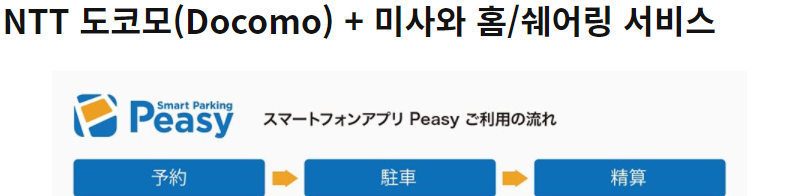 NTT 도코모(Docomo) + 미사와 홈/쉐어링 서비스
Smart Parking
Peasy スマートフォンアプリ Peasy ご利用の流れ
予約 駐車 精算